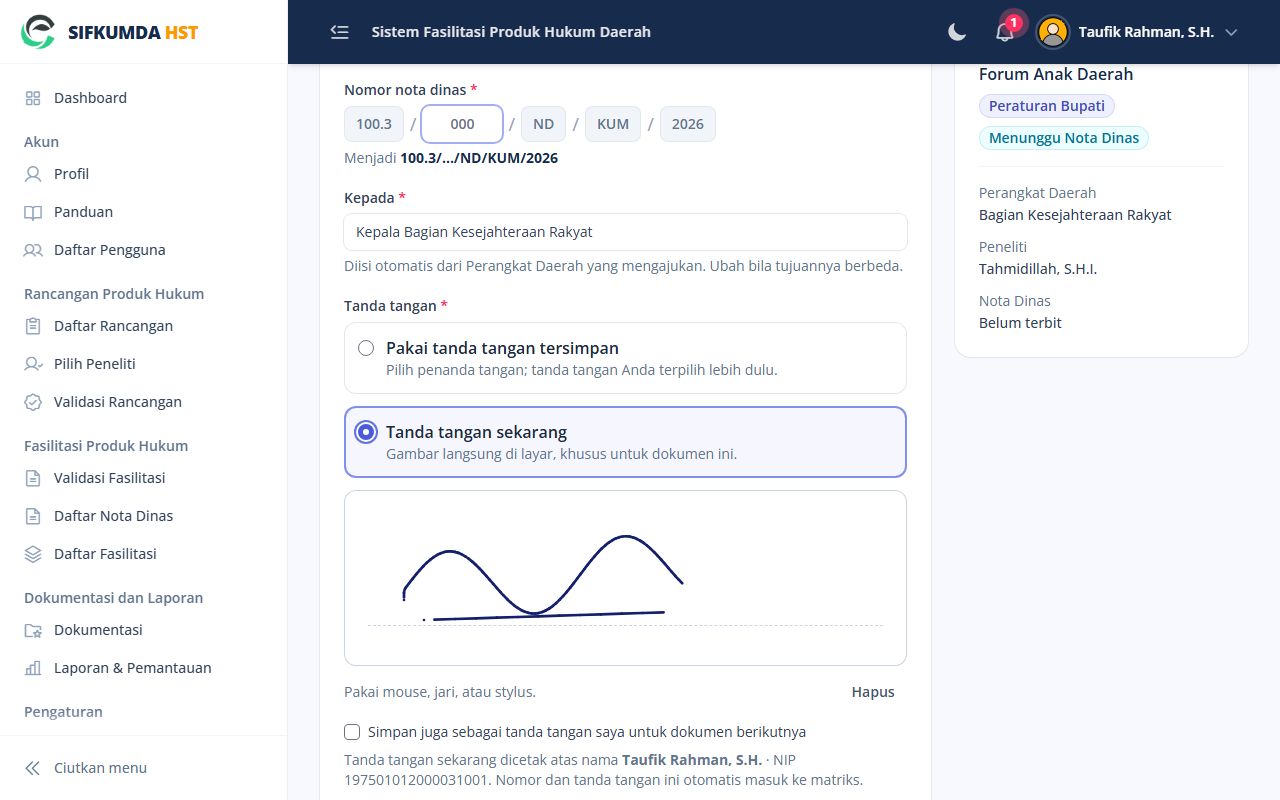 SIFKUMDA HST
Sistem Fasilitasi Produk Hukum Daerah
1
Taufik Rahman, S.H.
Dashboard
Akun
Profil
Panduan
Daftar Pengguna
Rancangan Produk Hukum
Daftar Rancangan
Pilih Peneliti
Validasi Rancangan
Fasilitasi Produk Hukum
Validasi Fasilitasi
Daftar Nota Dinas
Daftar Fasilitasi
Dokumentasi dan Laporan
Dokumentasi
Laporan & Pemantauan
Pengaturan
Ciutkan menu
Nomor nota dinas *
100.3 / 000 / ND / KUM / 2026
Menjadi 100.3/.../ND/KUM/2026
Kepada *
Kepala Bagian Kesejahteraan Rakyat
Diisi otomatis dari Perangkat Daerah yang mengajukan. Ubah bila tujuannya berbeda.
Tanda tangan *
Pakai tanda tangan tersimpan
Pilih penanda tangan; tanda tangan Anda terpilih lebih dulu.
Tanda tangan sekarang
Gambar langsung di layar, khusus untuk dokumen ini.
Pakai mouse, jari, atau stylus.
Hapus
Simpan juga sebagai tanda tangan saya untuk dokumen berikutnya
Tanda tangan sekarang dicetak atas nama Taufik Rahman, S.H. · NIP
197501012000031001. Nomor dan tanda tangan ini otomatis masuk ke matriks.
Forum Anak Daerah
Peraturan Bupati
Menunggu Nota Dinas
Perangkat Daerah
Bagian Kesejahteraan Rakyat
Peneliti
Tahmidillah, S.H.I.
Nota Dinas
Belum terbit